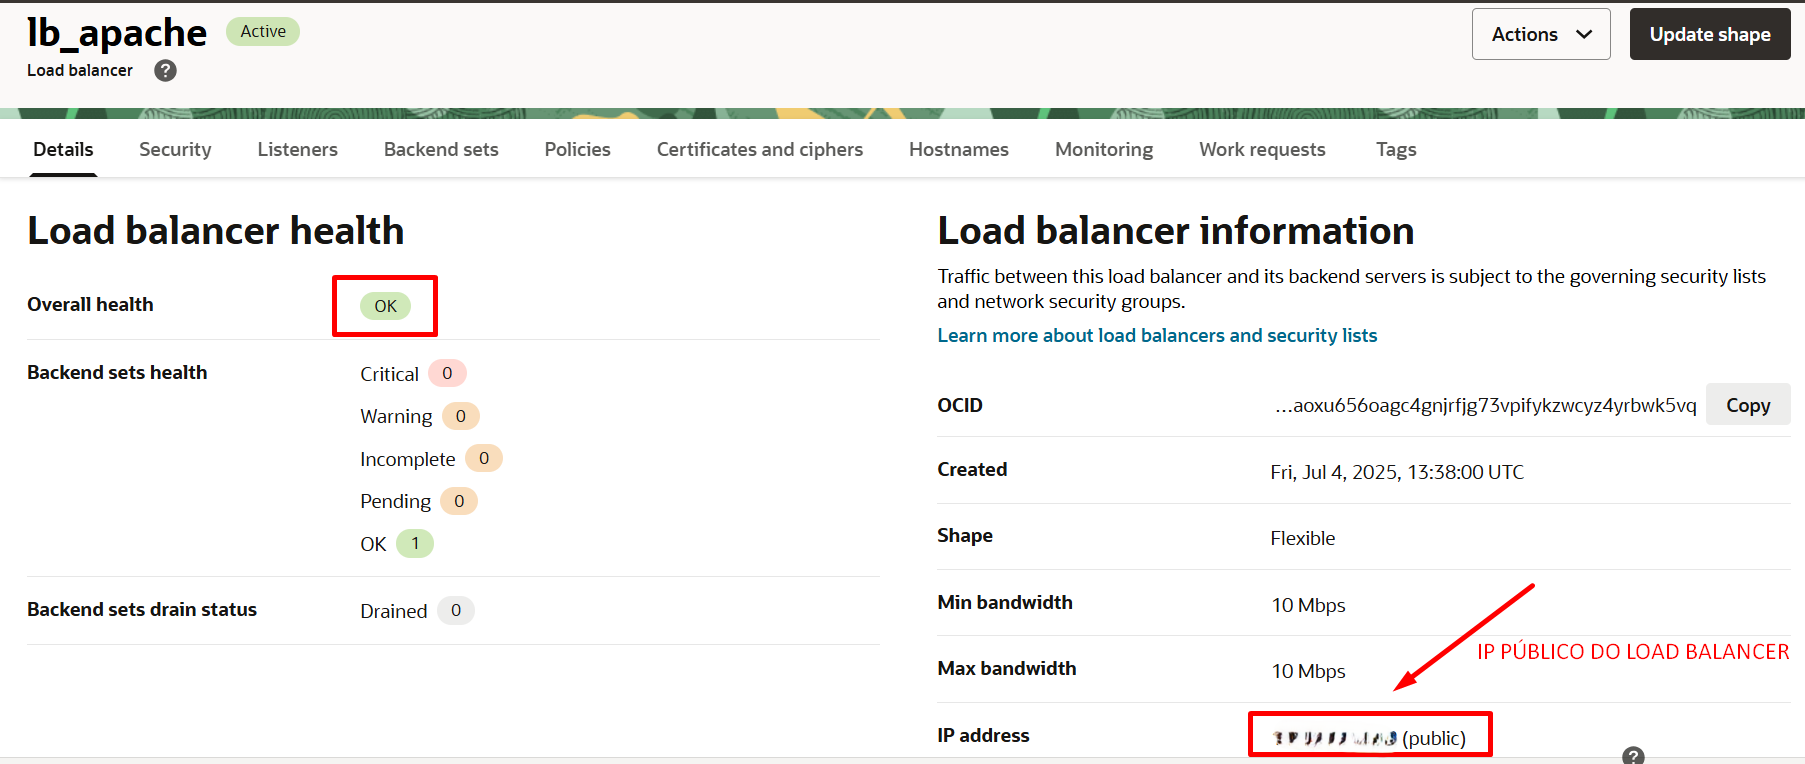 lb_apache Active
Load balancer ?
Actions
Update shape
Details Security Listeners Backend sets Policies Certificates and ciphers Hostnames Monitoring Work requests Tags
Load balancer health
Overall health OK
Backend sets health Critical 0
Warning 0
Incomplete 0
Pending 0
OK 1
Backend sets drain status Drained 0
Load balancer information
Traffic between this load balancer and its backend servers is subject to the governing security lists
and network security groups.
Learn more about load balancers and security lists
OCID ...aoxu656oagc4gnjrfjg73vpifykzwcyz4yrbwk5vq Copy
Created Fri, Jul 4, 2025, 13:38:00 UTC
Shape Flexible
Min bandwidth 10 Mbps
IP PÚBLICO DO LOAD BALANCER
Max bandwidth 10 Mbps
IP address (public)
?